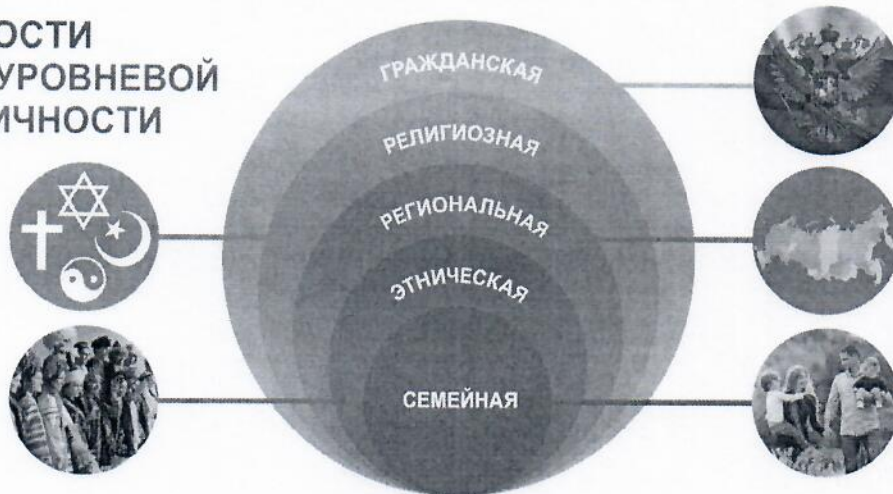 ОСТИ
УРОВНЕВОЙ
ИЧНОСТИ
ГРАЖДАНСКАЯ
РЕЛИГИОЗНАЯ
РЕГИОНАЛЬНАЯ
ЭТНИЧЕСКАЯ
СЕМЕЙНАЯ